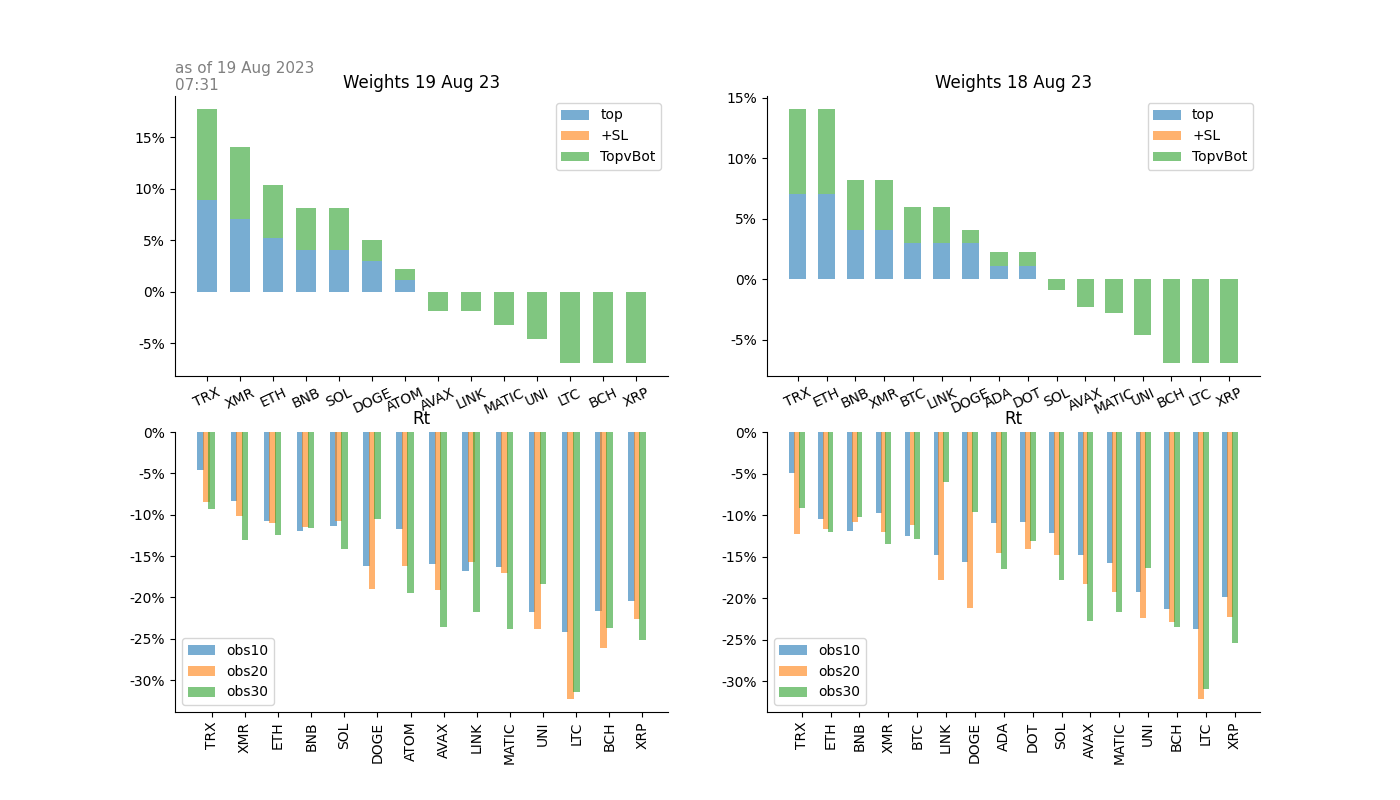 as of 19 Aug 2023
07:31
Weights 19 Aug 23
15%
10%
5%
0%
-5%
top
+SL
TopvBot
TRX XMR ETH BNB SOL DOGE ATOM AVAX LINK MATIC UNI LTC BCH XRP
Weights 18 Aug 23
15%
10%
5%
0%
-5%
top
+SL
TopvBot
TRX ETH BNB XMR BTC LINK DOGE ADA DOT SOL AVAX MATIC UNI BCH LTC XRP
Rt
0%
-5%
-10%
-15%
-20%
-25%
-30%
obs10
obs20
obs30
TRX XMR ETH BNB SOL DOGE ATOM AVAX LINK MATIC UNI LTC BCH XRP
Rt
0%
-5%
-10%
-15%
-20%
-25%
-30%
obs10
obs20
obs30
TRX ETH BNB XMR BTC LINK DOGE ADA DOT SOL AVAX MATIC UNI BCH LTC XRP